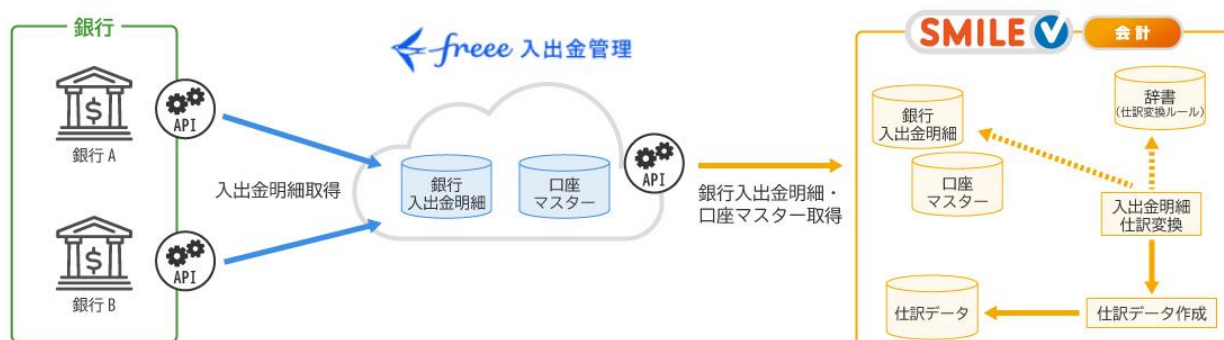 銀行
API
銀行 A
API
銀行 B
入出金明細取得
freee 入出金管理
銀行
入出金明細
口座
マスター
API
銀行入出金明細・
口座マスター取得
SMILE V 会計
銀行
入出金明細
口座
マスター
辞書
(仕訳変換ルール)
入出金明細
仕訳変換
仕訳データ
仕訳データ作成